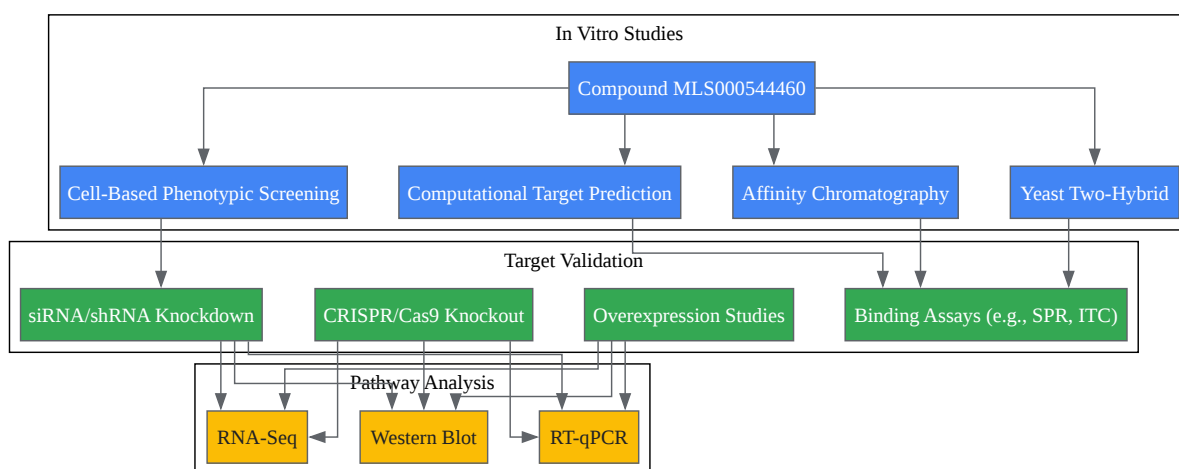 In Vitro Studies
Compound MLS000544460
Cell-Based Phenotypic Screening
Computational Target Prediction
Affinity Chromatography
Yeast Two-Hybrid
Target Validation
siRNA/shRNA Knockdown
CRISPR/Cas9 Knockout
Overexpression Studies
Binding Assays (e.g., SPR, ITC)
Pathway Analysis
RNA-Seq
Western Blot
RT-qPCR